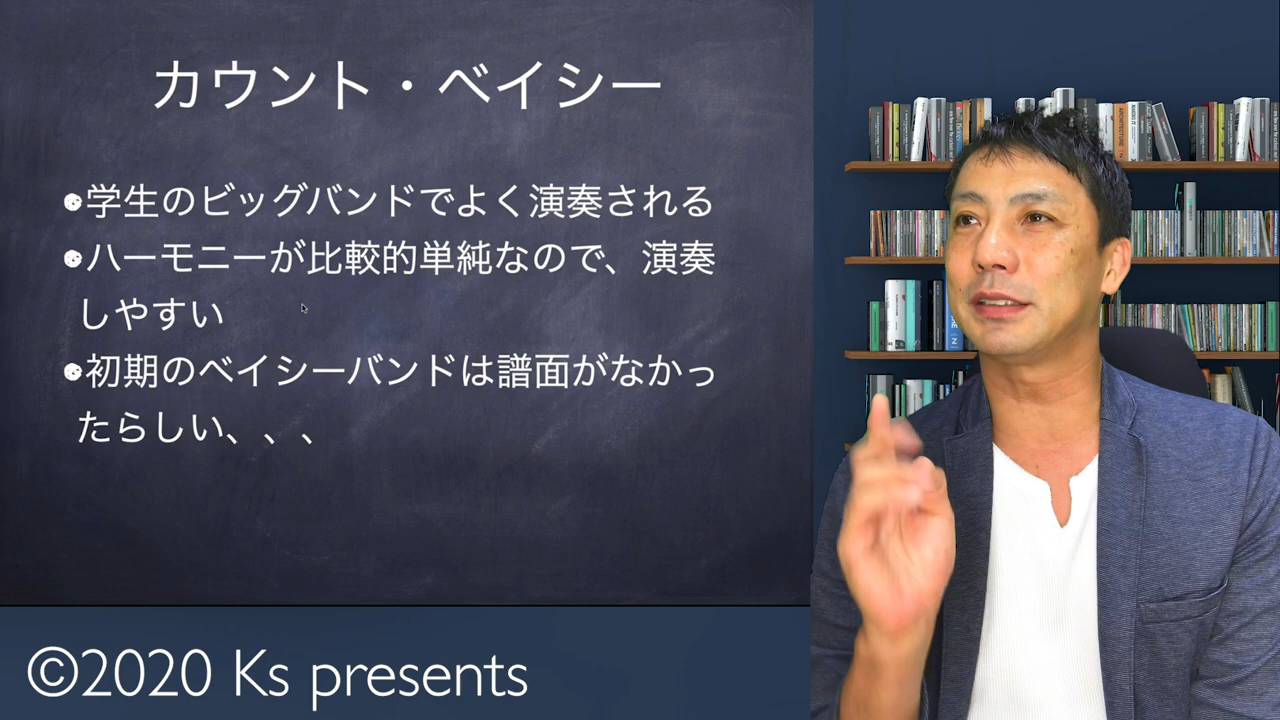 カウント・ベイシー
•学生のビッグバンドでよく演奏される
•ハーモニーが比較的単純なので、演奏
しやすい
•初期のベイシーバンドは譜面がなかっ
たらしい、、、
©2020 Ks presents